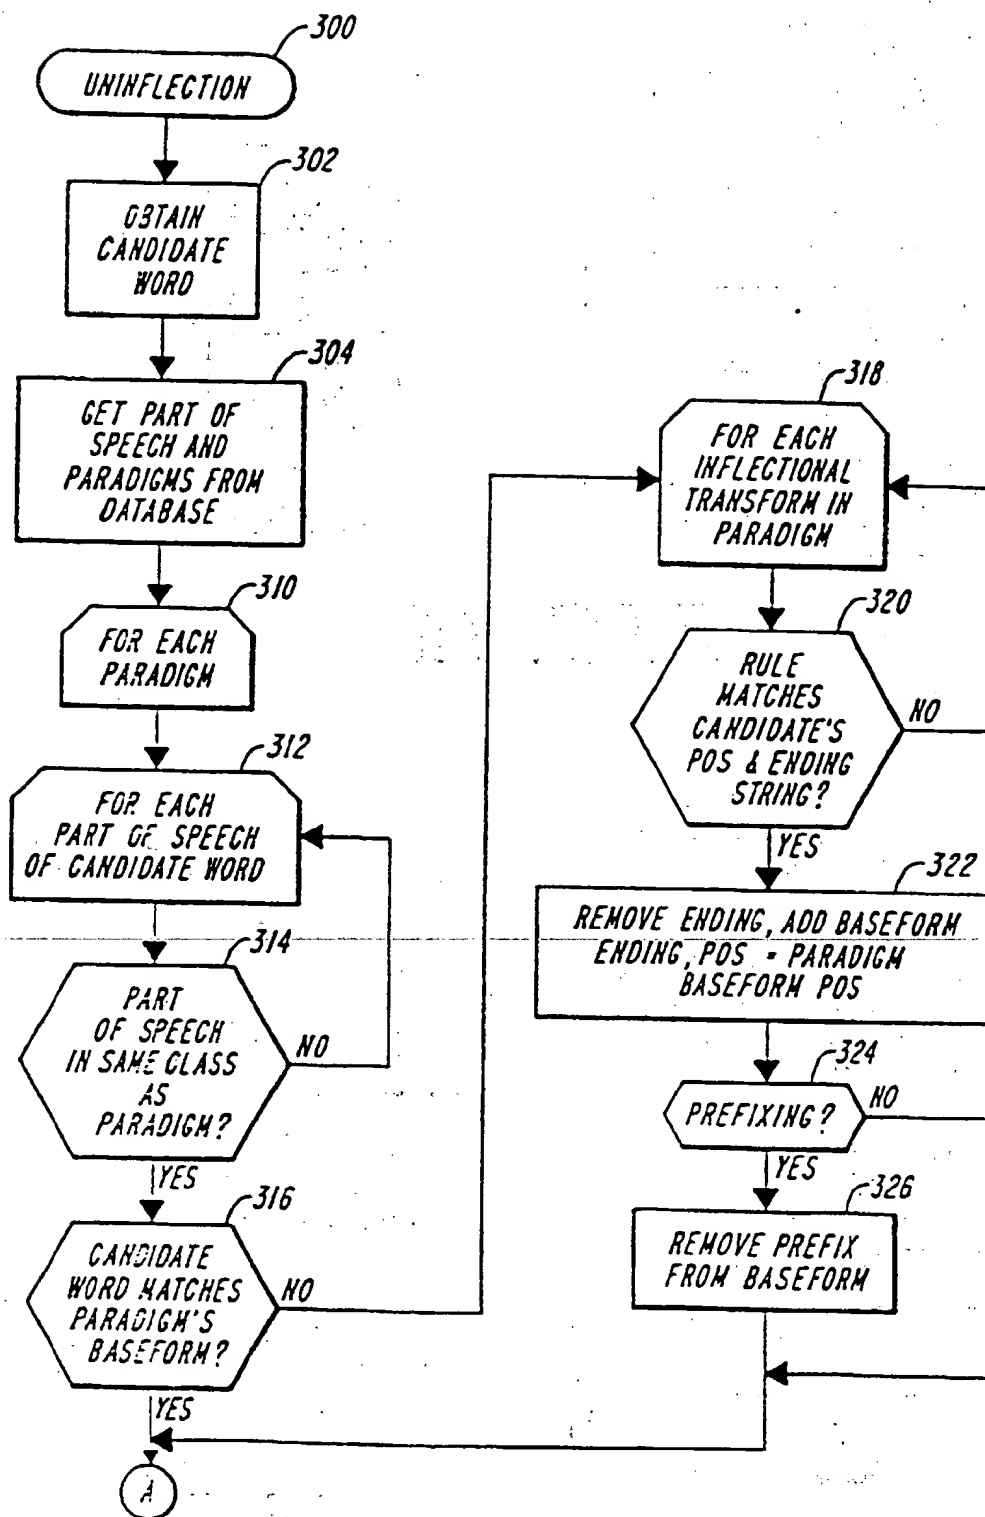 300
UNINFLECTION
302
OBTAIN
CANDIDATE
WORD
304
GET PART OF
SPEECH AND
PARADIGMS FROM
DATABASE
310
FOR EACH
PARADIGM
312
FOR EACH
PART OF SPEECH
OF CANDIDATE WORD
314
PART
OF SPEECH
IN SAME CLASS
AS
PARADIGM?
NO
YES
316
CANDIDATE
WORD MATCHES
PARADIGM'S
BASEFORM?
NO
YES
A
318
FOR EACH
INFLECTIONAL
TRANSFORM IN
PARADIGM
320
RULE
MATCHES
CANDIDATE'S
POS & ENDING
STRING?
NO
YES
322
REMOVE ENDING, ADD BASEFORM
ENDING, POS = PARADIGM
BASEFORM POS
324
PREFIXING?
NO
YES
326
REMOVE PREFIX
FROM BASEFORM